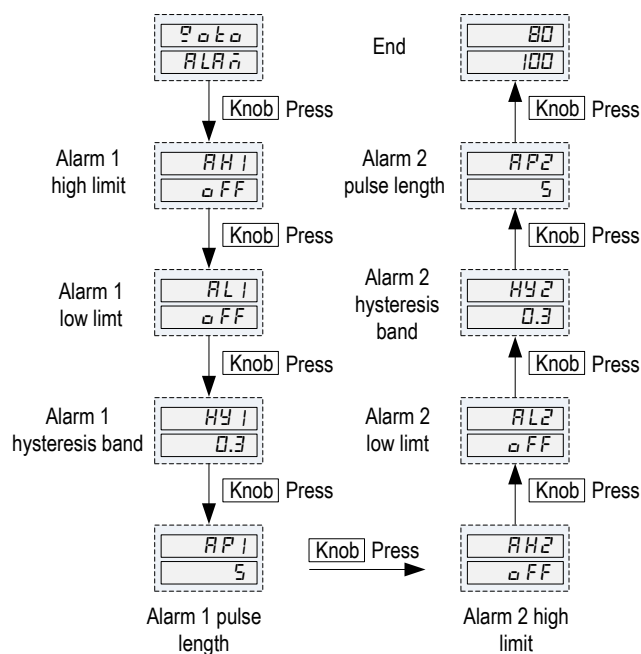 Goto
ALAM
Knob Press
Alarm 1
high limit
AH1
oFF
Knob Press
Alarm 1
low limt
AL1
oFF
Knob Press
Alarm 1
hysteresis band
HY1
0.3
Knob Press
AP1
5
Alarm 1 pulse
length
Knob Press
AH2
oFF
Alarm 2 high
limit
Knob Press
Alarm 2
low limt
AL2
oFF
Knob Press
Alarm 2
hysteresis
band
HY2
0.3
Knob Press
Alarm 2
pulse length
AP2
5
Knob Press
End
80
100